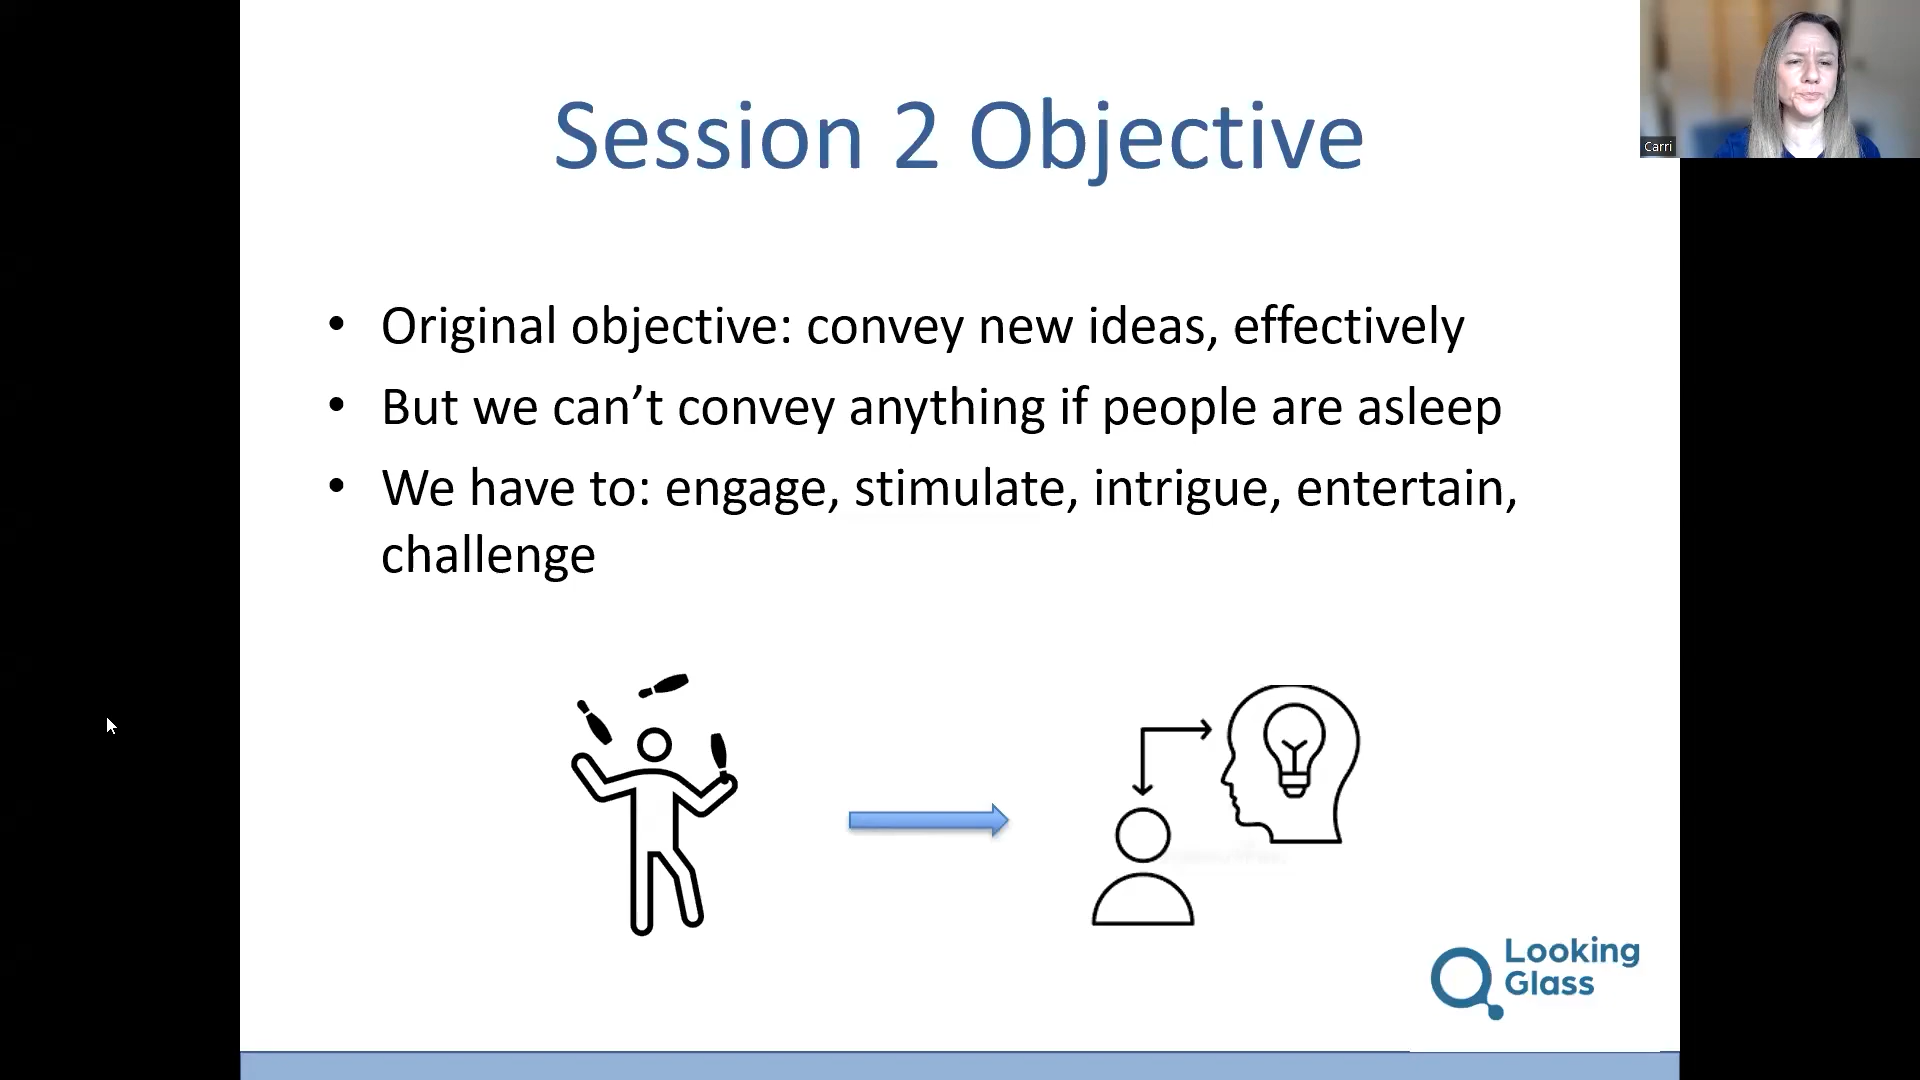 Session 2 Objective
Carri
• Original objective: convey new ideas, effectively
• But we can’t convey anything if people are asleep
• We have to: engage, stimulate, intrigue, entertain,
challenge
Looking
Glass